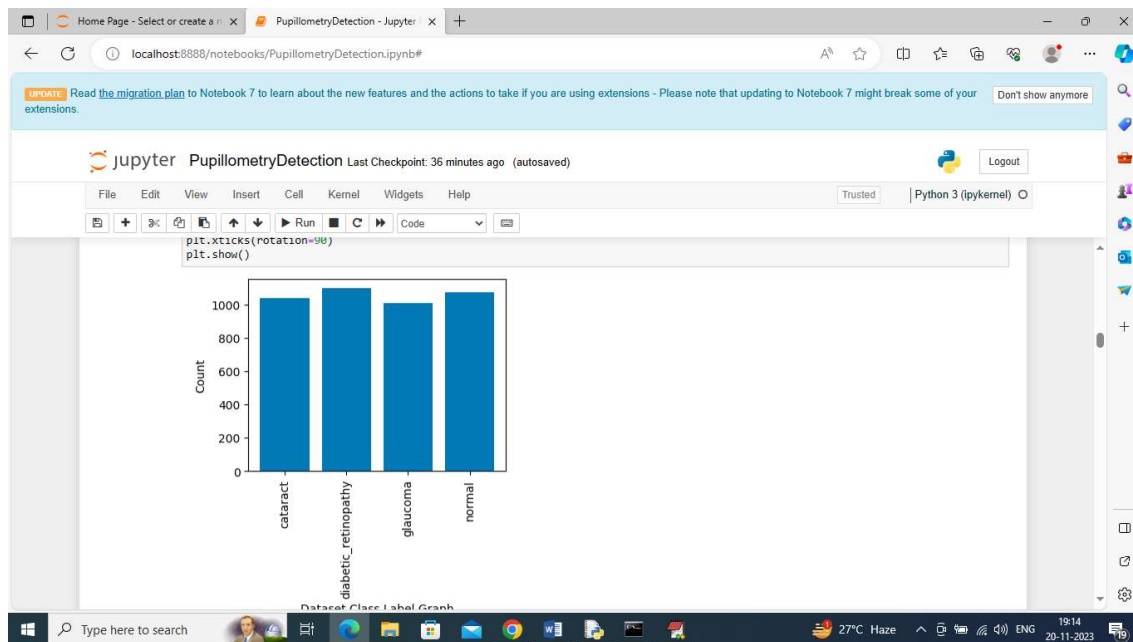 Home Page - Select or create a n
PupillometryDetection - Jupyter
localhost:8888/notebooks/PupillometryDetection.ipynb#
UPDATE Read the migration plan to Notebook 7 to learn about the new features and the actions to take if you are using extensions - Please note that updating to Notebook 7 might break some of your
extensions.
Don't show anymore
jupyter PupillometryDetection Last Checkpoint: 36 minutes ago (autosaved)
Logout
File Edit View Insert Cell Kernel Widgets Help
Trusted
Python 3 (ipykernel)
Run
Code
plt.xticks(rotation=90)
plt.show()
1000
800
600
400
200
0
Count
cataract
diabetic_retinopathy
glaucoma
normal
Dataset Class Label Graph
Type here to search
27°C Haze
ENG
19:14
20-11-2023
19